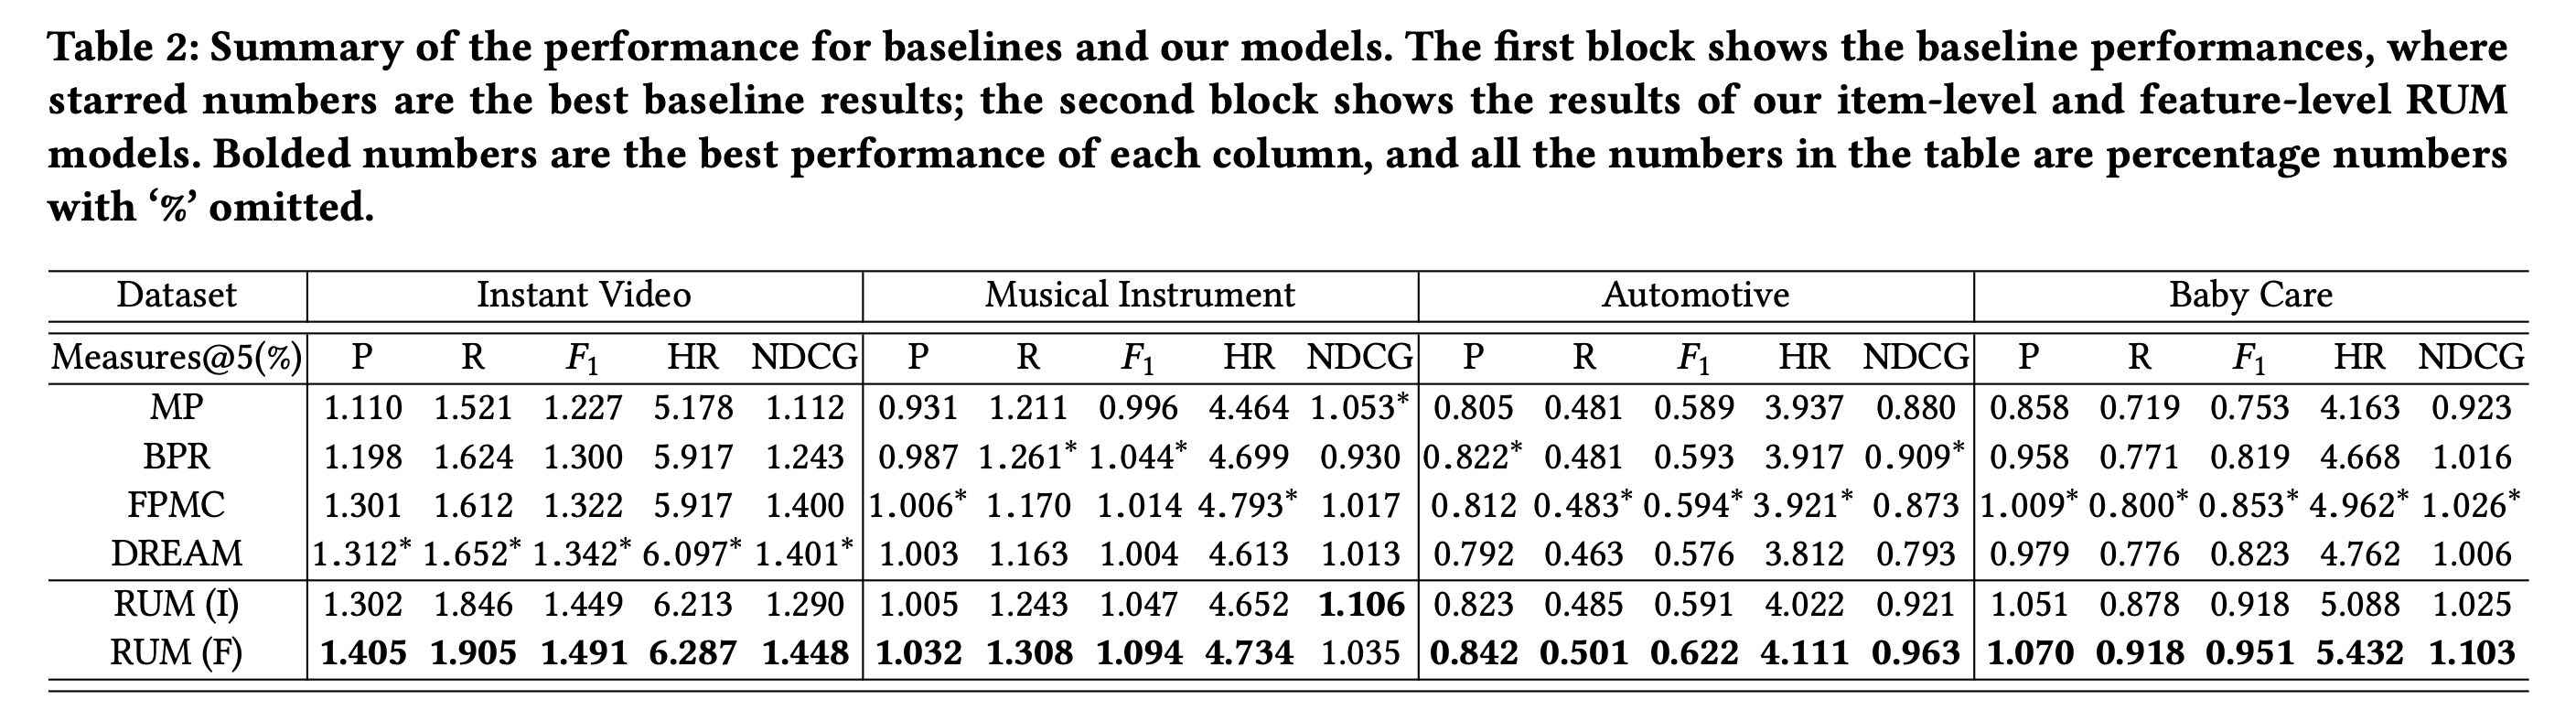 Table 2: Summary of the performance for baselines and our models. The first block shows the baseline performances, where
starred numbers are the best baseline results; the second block shows the results of our item-level and feature-level RUM
models. Bolded numbers are the best performance of each column, and all the numbers in the table are percentage numbers
with ‘%’ omitted.
Dataset Instant Video Musical Instrument Automotive Baby Care
Measures@5(%) P R F1 HR NDCG P R F1 HR NDCG P R F1 HR NDCG P R F1 HR NDCG
MP 1.110 1.521 1.227 5.178 1.112 0.931 1.211 0.996 4.464 1.053* 0.805 0.481 0.589 3.937 0.880 0.858 0.719 0.753 4.163 0.923
BPR 1.198 1.624 1.300 5.917 1.243 0.987 1.261* 1.044* 4.699 0.930 0.822* 0.481 0.593 3.917 0.909* 0.958 0.771 0.819 4.668 1.016
FPMC 1.301 1.612 1.322 5.917 1.400 1.006* 1.170 1.014 4.793* 1.017 0.812 0.483* 0.594* 3.921* 0.873 1.009* 0.800* 0.853* 4.962* 1.026*
DREAM 1.312* 1.652* 1.342* 6.097* 1.401* 1.003 1.163 1.004 4.613 1.013 0.792 0.463 0.576 3.812 0.793 0.979 0.776 0.823 4.762 1.006
RUM (I) 1.302 1.846 1.449 6.213 1.290 1.005 1.243 1.047 4.652 1.106 0.823 0.485 0.591 4.022 0.921 1.051 0.878 0.918 5.088 1.025
RUM (F) 1.405 1.905 1.491 6.287 1.448 1.032 1.308 1.094 4.734 1.035 0.842 0.501 0.622 4.111 0.963 1.070 0.918 0.951 5.432 1.103